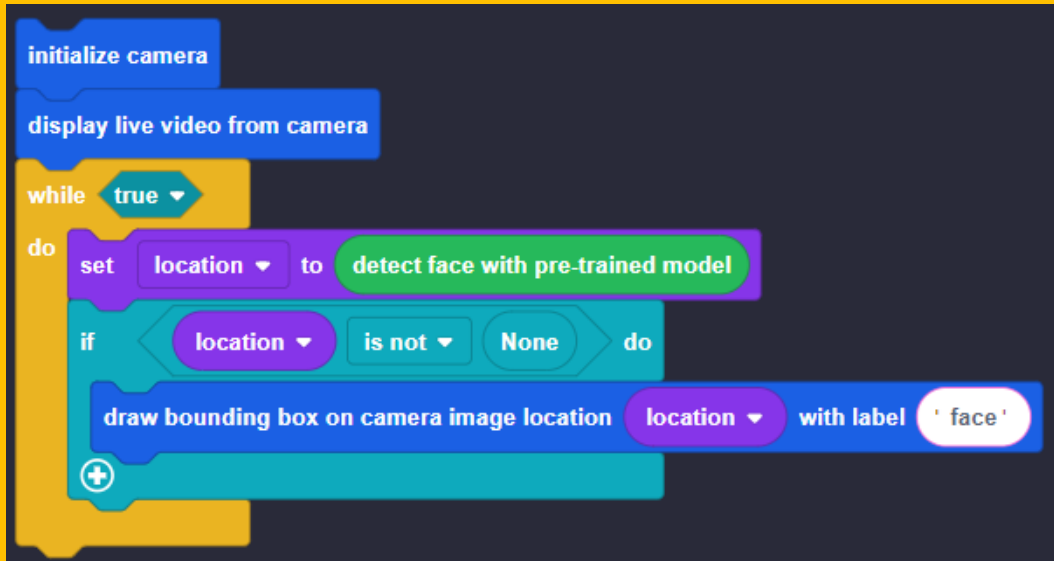 initialize camera
display live video from camera
while true
do
set location to detect face with pre-trained model
if location is not None do
draw bounding box on camera image location location with label ' face '